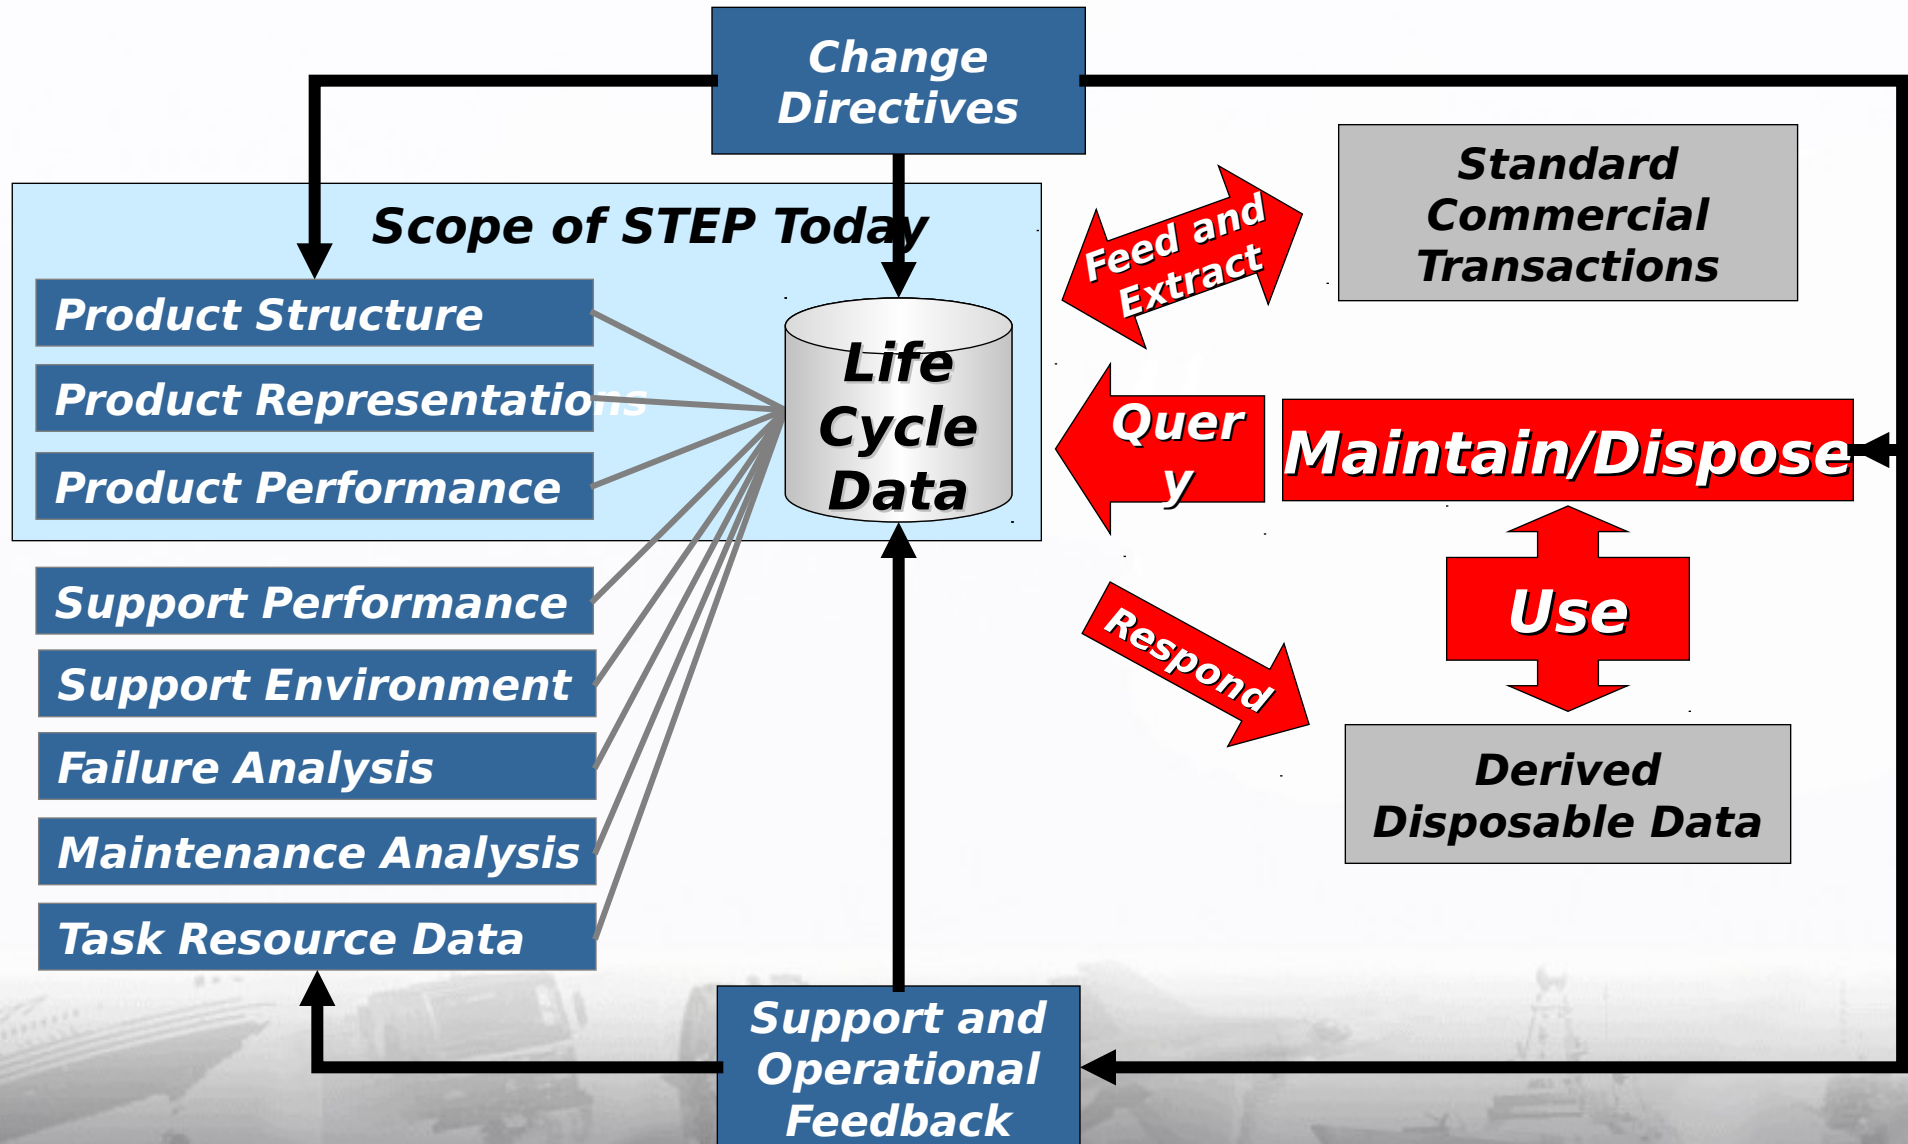 Change
Directives
Standard
Commercial
Transactions
Scope of STEP Today
Feed and
Extract
Product Structure
Product Representations
Product Performance
Life
Cycle
Data
Quer
y
Maintain/Dispose
Support Performance
Support Environment
Failure Analysis
Maintenance Analysis
Task Resource Data
Respond
Use
Derived
Disposable Data
Support and
Operational
Feedback